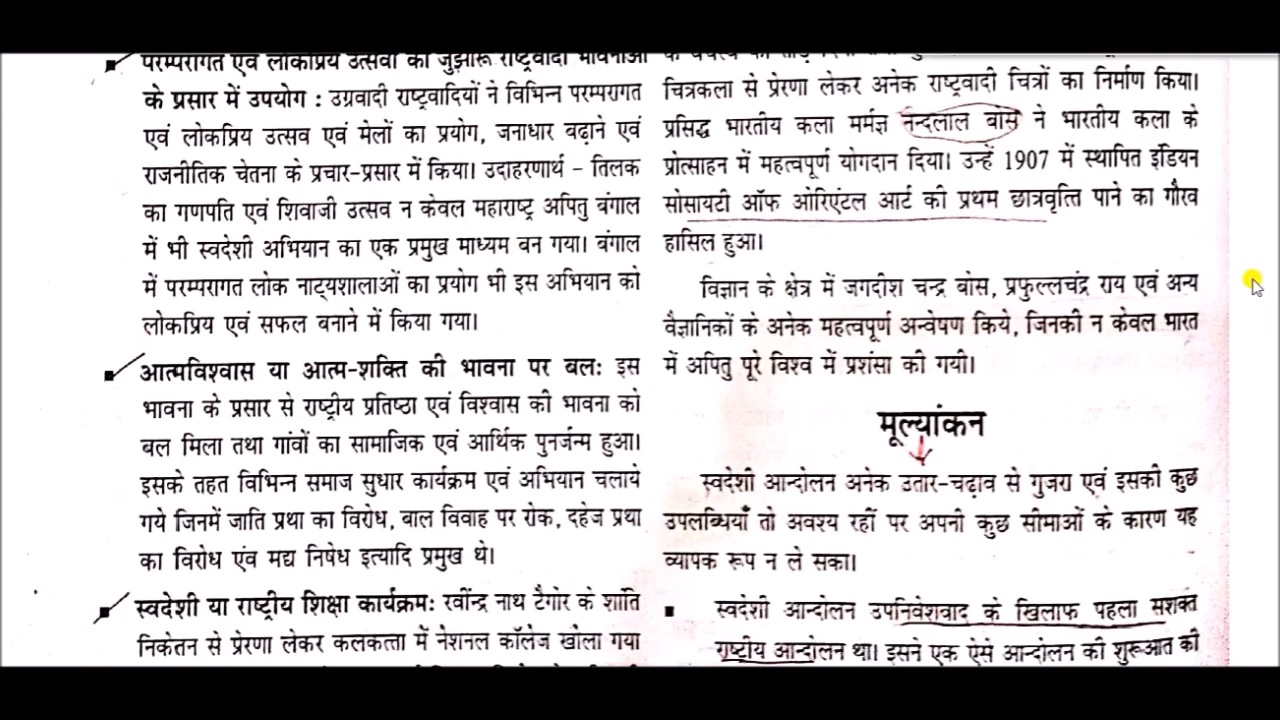 परम्परागत एवं लोकप्रिय उत्सवों का जुझारू राष्ट्रवादी भावनाओं
के प्रसार में उपयोग : उग्रवादी राष्ट्रवादियों ने विभिन्न परम्परागत
एवं लोकप्रिय उत्सव एवं मेलों का प्रयोग, जनाधार बढ़ाने एवं
राजनीतिक चेतना के प्रचार-प्रसार में किया। उदाहरणार्थ – तिलक
का गणपति एवं शिवाजी उत्सव न केवल महाराष्ट्र अपितु बंगाल
में भी स्वदेशी अभियान का एक प्रमुख माध्यम बन गया। बंगाल
में परम्परागत लोक नाट्यशालाओं का प्रयोग भी इस अभियान को
लोकप्रिय एवं सफल बनाने में किया गया।
आत्मविश्वास या आत्म-शक्ति की भावना पर बल: इस
भावना के प्रसार से राष्ट्रीय प्रतिष्ठा एवं विश्वास की भावना को
बल मिला तथा गांवों का सामाजिक एवं आर्थिक पुनर्जन्म हुआ।
इसके तहत विभिन्न समाज सुधार कार्यक्रम एवं अभियान चलाये
गये जिनमें जाति प्रथा का विरोध, बाल विवाह पर रोक, दहेज प्रथा
का विरोध एंव मद्य निषेध इत्यादि प्रमुख थे।
स्वदेशी या राष्ट्रीय शिक्षा कार्यक्रम: रवींन्द्र नाथ टैगोर के शांति
निकेतन से प्रेरणा लेकर कलकत्ता में नेशनल कॉलेज खोला गया
चित्रकला से प्रेरणा लेकर अनेक राष्ट्रवादी चित्रों का निर्माण किया।
प्रसिद्ध भारतीय कला मर्मज्ञ नन्दलाल बोस ने भारतीय कला के
प्रोत्साहन में महत्वपूर्ण योगदान दिया। उन्हें 1907 में स्थापित इंडियन
सोसायटी ऑफ ओरिएंटल आर्ट की प्रथम छात्रवृत्ति पाने का गौरव
हासिल हुआ।
विज्ञान के क्षेत्र में जगदीश चन्द्र बोस, प्रफुल्लचंद्र राय एवं अन्य
वैज्ञानिकों के अनेक महत्वपूर्ण अन्वेषण किये, जिनकी न केवल भारत
में अपितु पूरे विश्व में प्रशंसा की गयी।
मूल्यांकन
स्वदेशी आन्दोलन अनेक उतार-चढ़ाव से गुजरा एवं इसकी कुछ
उपलब्धियाँ तो अवश्य रहीं पर अपनी कुछ सीमाओं के कारण यह
व्यापक रूप न ले सका।
स्वदेशी आन्दोलन उपनिवेशवाद के खिलाफ पहला सशक्त
राष्ट्रीय आन्दोलन था। इसने एक ऐसे आन्दोलन की शुरूआत की